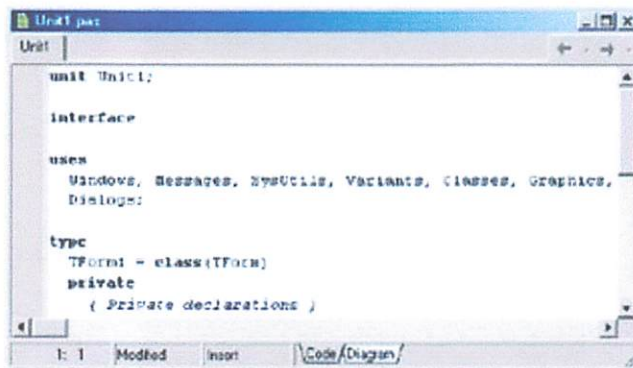 Unit1.pas
Unit1
unit Unit1;
interface
uses
Windows, Messages, SysUtils, Variants, Classes, Graphics,
Dialogs;
type
TForm1 = class(TForm)
private
{ Private declarations }
1: 1 Modified Insert Code Diagram